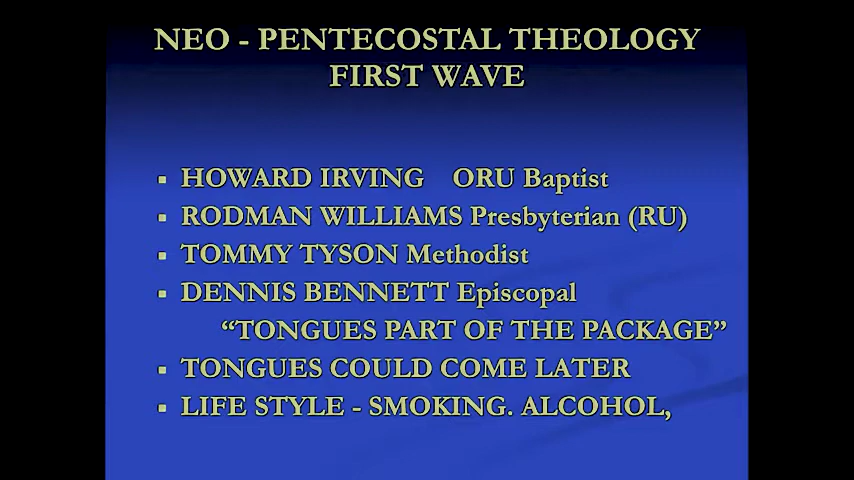 NEO - PENTECOSTAL THEOLOGY
FIRST WAVE
▪ HOWARD IRVING ORU Baptist
▪ RODMAN WILLIAMS Presbyterian (RU)
▪ TOMMY TYSON Methodist
▪ DENNIS BENNETT Episcopal
“TONGUES PART OF THE PACKAGE”
▪ TONGUES COULD COME LATER
▪ LIFE STYLE - SMOKING. ALCOHOL,